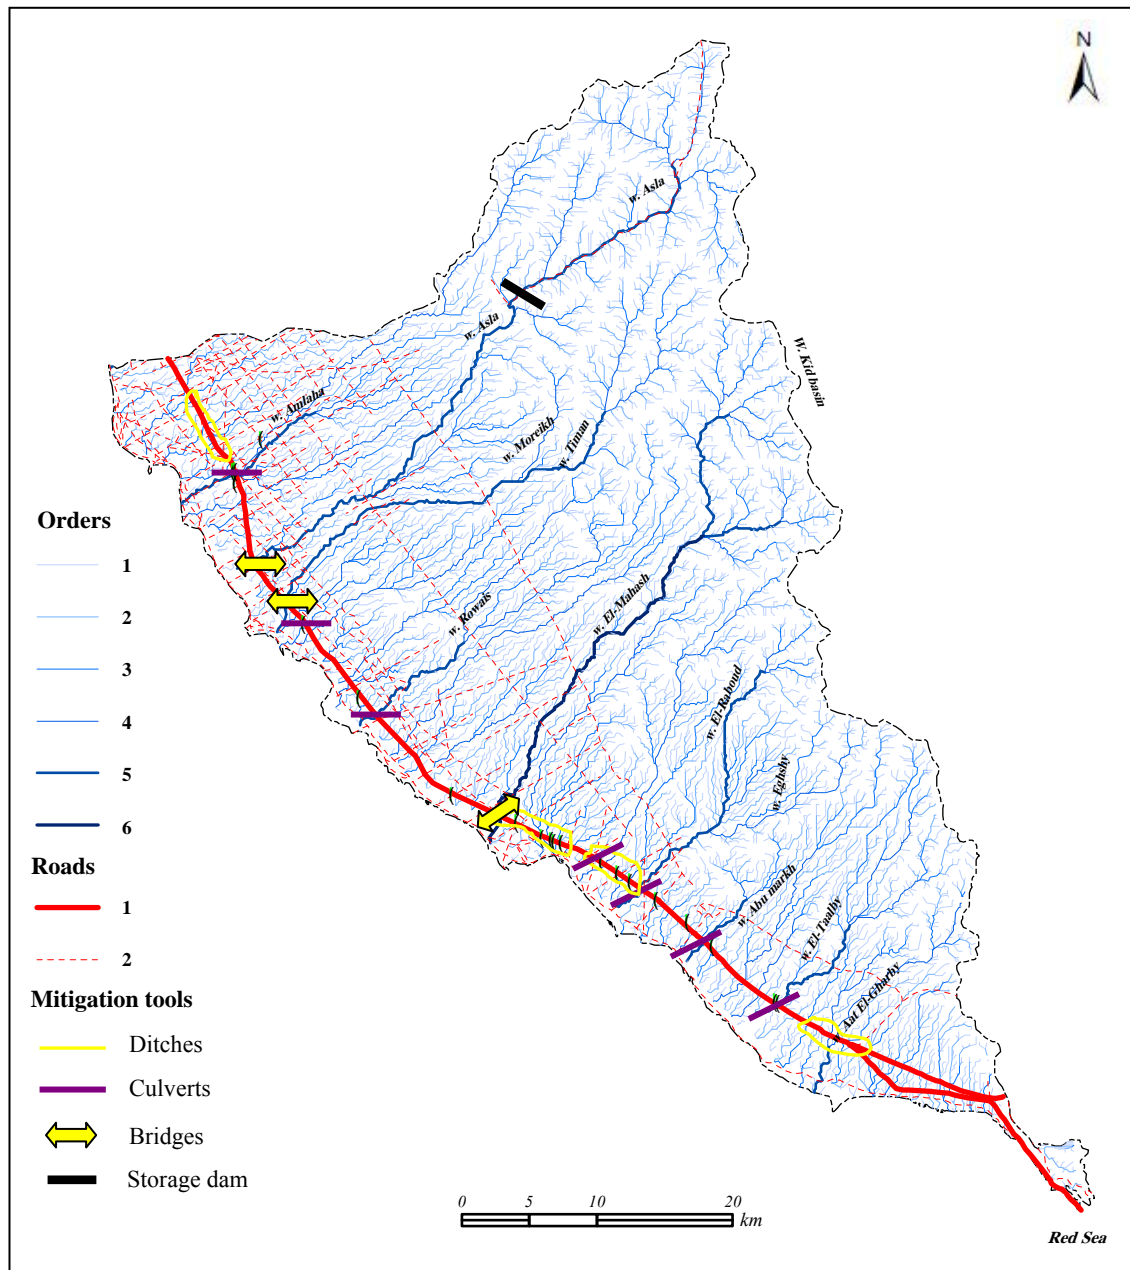 N
w. Asla
w. Asla
W. Kid basin
w. Amlaha
w. Moreikh
w. Timan
w. Rowais
w. El-Mahash
w. El-Raboud
w. Eghshy
w. Abu markh
w. El-Taalby
Aat El-Gharby
Orders
1
2
3
4
5
6
Roads
1
2
Mitigation tools
Ditches
Culverts
Bridges
Storage dam
0 5 10 20
km
Red Sea